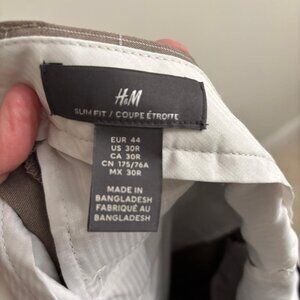 H&M
SLIM FIT / COUPE ÉTROITE
EUR 44
US 30R
CA 30R
CN 175/76A
MX 30R
MADE IN
BANGLADESH
FABRIQUÉ AU
BANGLADESH